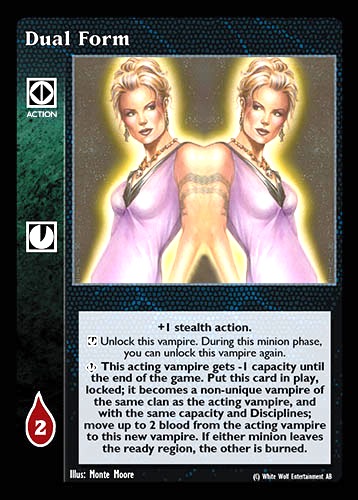 Dual Form
ACTION
+1 stealth action.
Unlock this vampire. During this minion phase,
you can unlock this vampire again.
This acting vampire gets -1 capacity until
the end of the game. Put this card in play,
locked; it becomes a non-unique vampire of
the same clan as the acting vampire, and
with the same capacity and Disciplines;
move up to 2 blood from the acting vampire
to this new vampire. If either minion leaves
the ready region, the other is burned.
2
Illus: Monte Moore
(C) White Wolf Entertainment AB